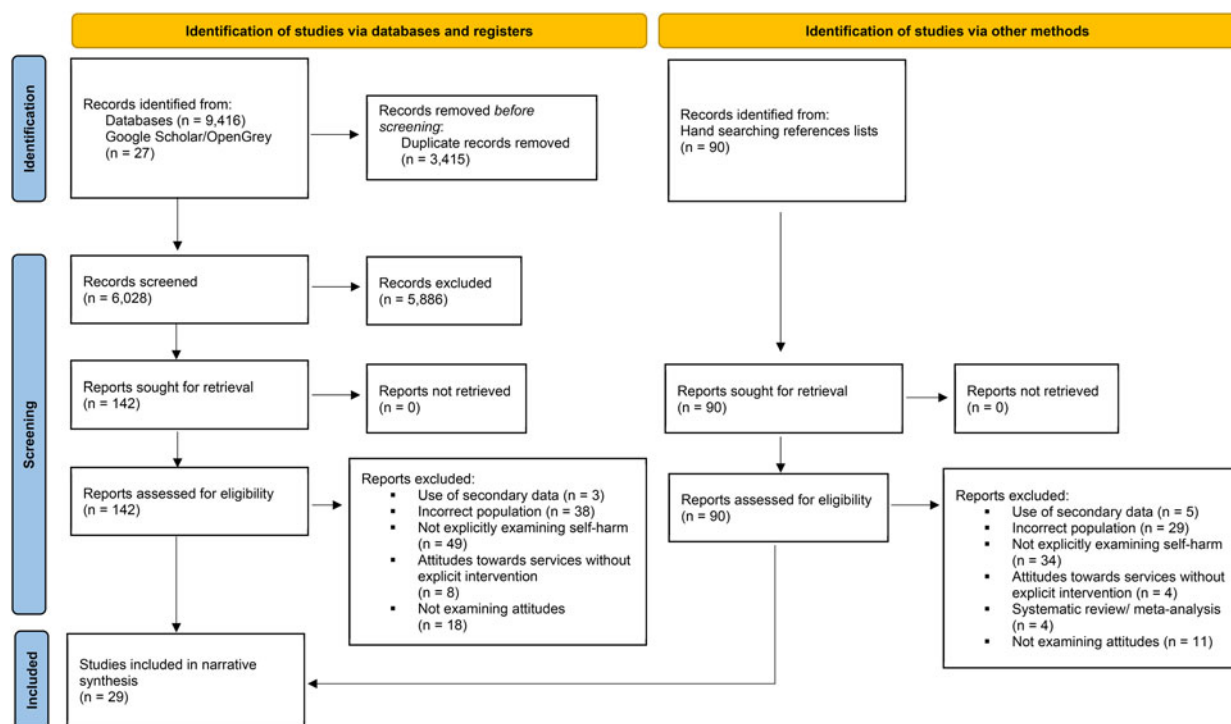 Identification of studies via databases and registers
Identification of studies via other methods
Identification
Records identified from:
Databases (n = 9,416)
Google Scholar/OpenGrey
(n = 27)
Records removed before
screening:
Duplicate records removed
(n = 3,415)
Records identified from:
Hand searching references lists
(n = 90)
Screening
Records screened
(n = 6,028)
Records excluded
(n = 5,886)
Reports sought for retrieval
(n = 142)
Reports not retrieved
(n = 0)
Reports sought for retrieval
(n = 90)
Reports not retrieved
(n = 0)
Reports assessed for eligibility
(n = 142)
Reports excluded:
▪ Use of secondary data (n = 3)
▪ Incorrect population (n = 38)
▪ Not explicitly examining self-harm
(n = 49)
▪ Attitudes towards services without
explicit intervention
(n = 8)
▪ Not examining attitudes
(n = 18)
Reports assessed for eligibility
(n = 90)
Reports excluded:
▪ Use of secondary data (n = 5)
▪ Incorrect population (n = 29)
▪ Not explicitly examining self-harm
(n = 34)
▪ Attitudes towards services without
explicit intervention (n = 4)
▪ Systematic review/ meta-analysis
(n = 4)
▪ Not examining attitudes (n = 11)
Included
Studies included in narrative
synthesis
(n = 29)